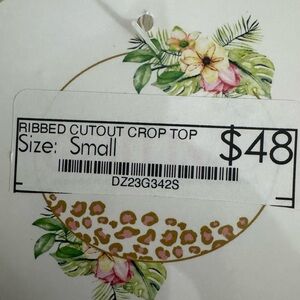 RIBBED CUTOUT CROP TOP
Size: Small $48
DZ23G342S